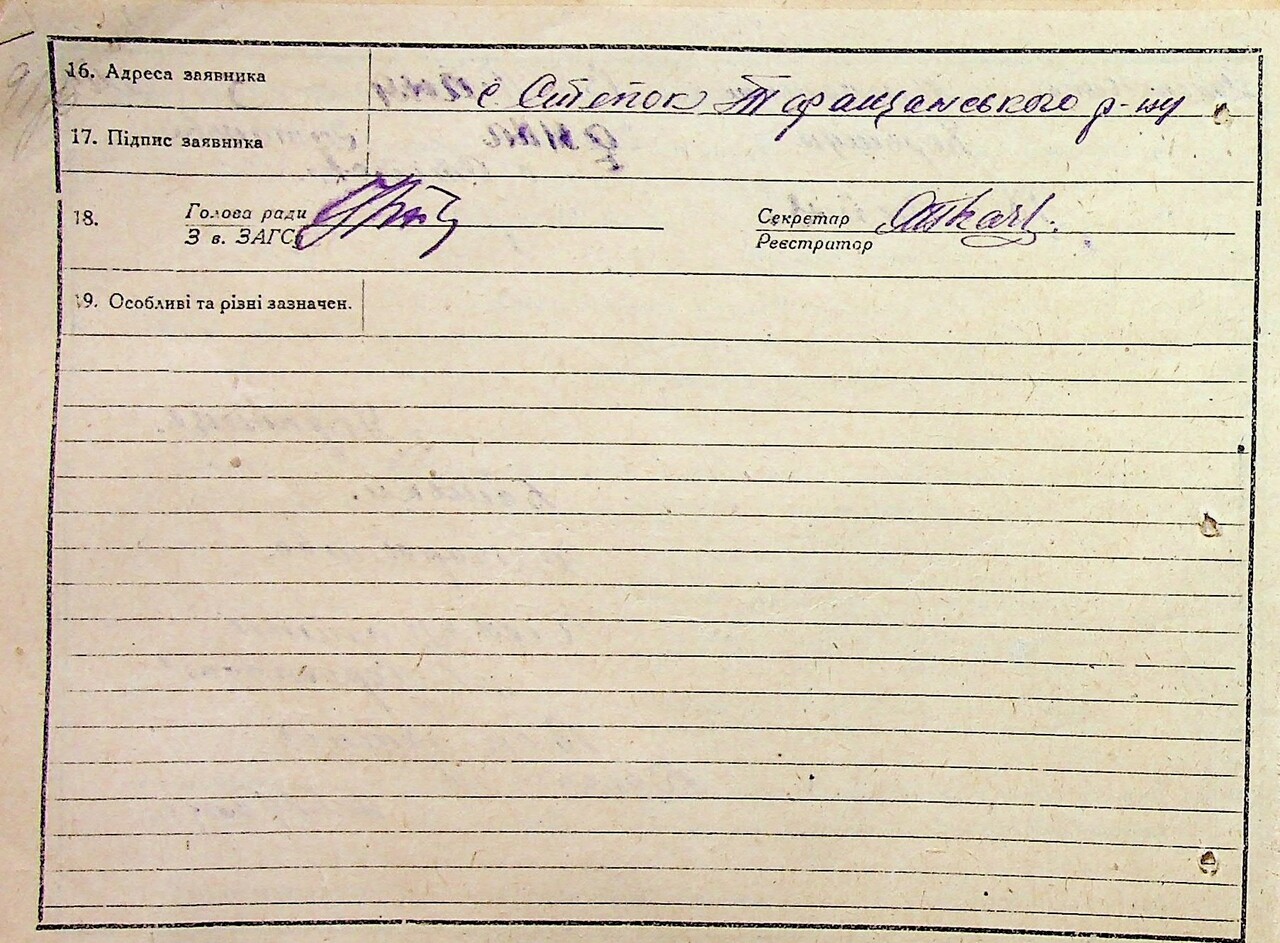 16. Адреса заявника с Степок Таращанського р-ну
17. Підпис заявника
18. Голова ради Секретар
З в. ЗАГСу Реєстратор
19. Особливі та різні зазначен.